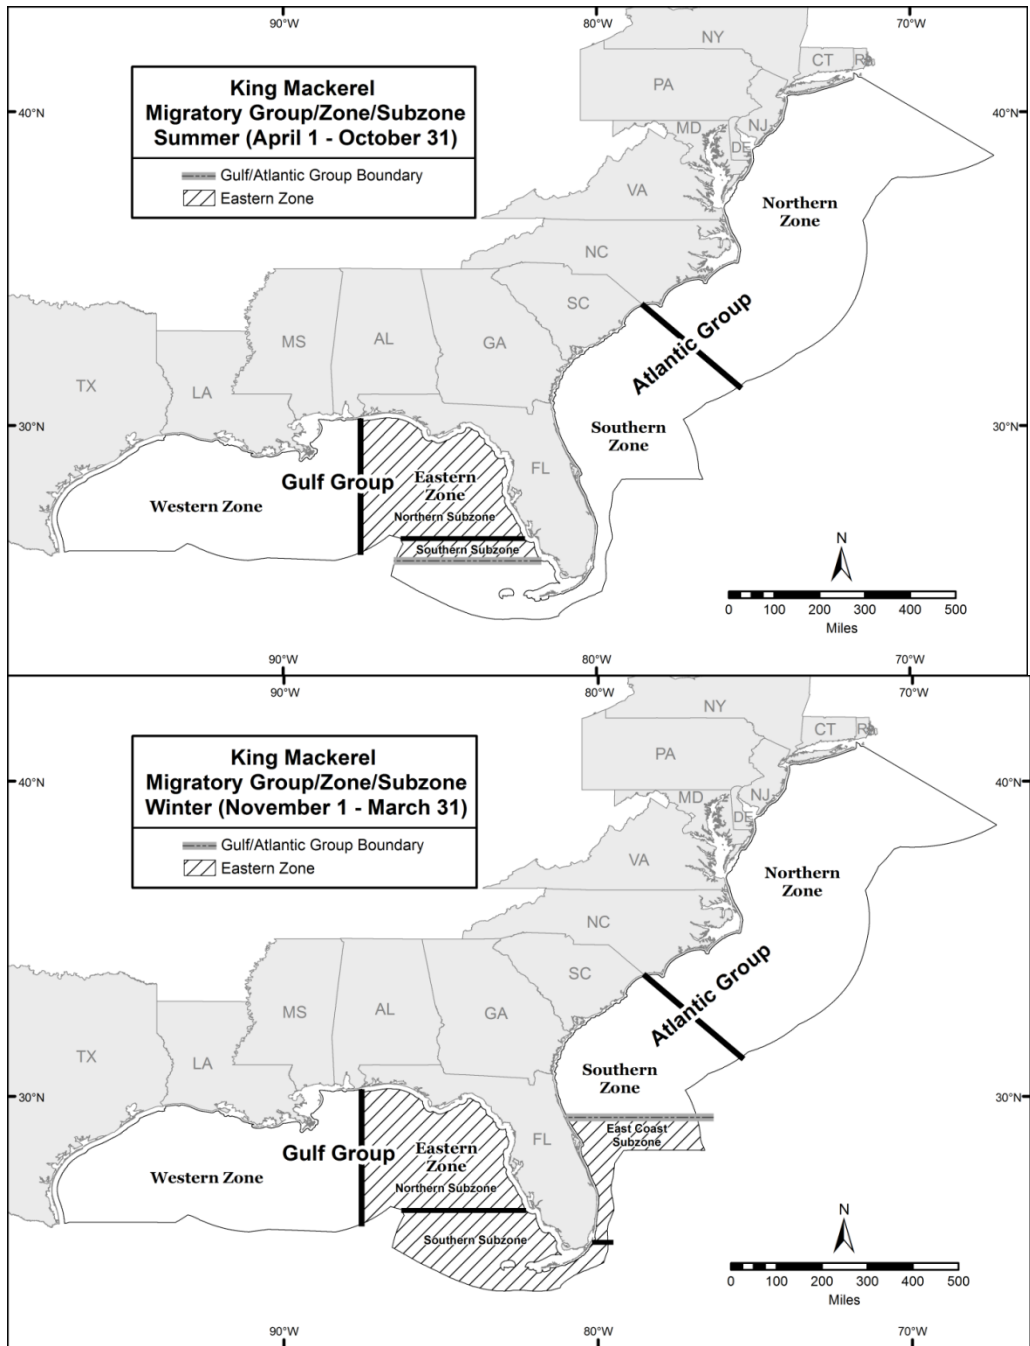 90°W 80°W 70°W
NY
CT RI
King Mackerel
Migratory Group/Zone/Subzone
Summer (April 1 - October 31)
Gulf/Atlantic Group Boundary
Eastern Zone
PA
40°N 40°N
MD NJ
DE
VA
Northern
Zone
NC
SC
Atlantic Group
MS AL GA
TX
LA
30°N 30°N
Southern
Zone
FL
Gulf Group
Eastern
Zone
Western Zone
Northern Subzone
Southern Subzone
N
0 50 100 200 300 400 500
Miles
90°W 80°W 70°W
90°W 80°W 70°W
NY
CT RI
King Mackerel
Migratory Group/Zone/Subzone
Winter (November 1 - March 31)
Gulf/Atlantic Group Boundary
Eastern Zone
PA
40°N 40°N
MD NJ
DE
VA
Northern
Zone
NC
SC
Atlantic Group
MS AL GA
TX
LA
Southern
Zone
30°N 30°N
East Coast
Subzone
FL
Gulf Group
Eastern
Zone
Western Zone
Northern Subzone
Southern Subzone
N
0 50 100 200 300 400 500
Miles
90°W 80°W 70°W